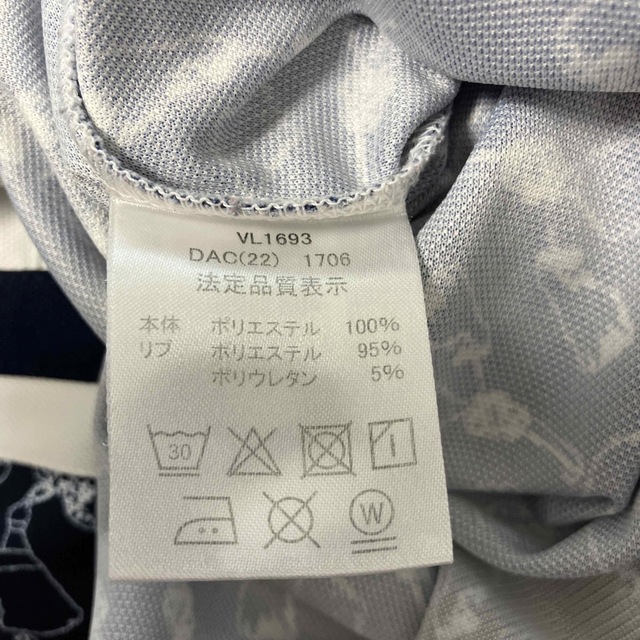 VL1693
DAC(22) 1706
法定品質表示
本体 ポリエステル 100%
リブ ポリエステル 95%
ポリウレタン 5%
30
W